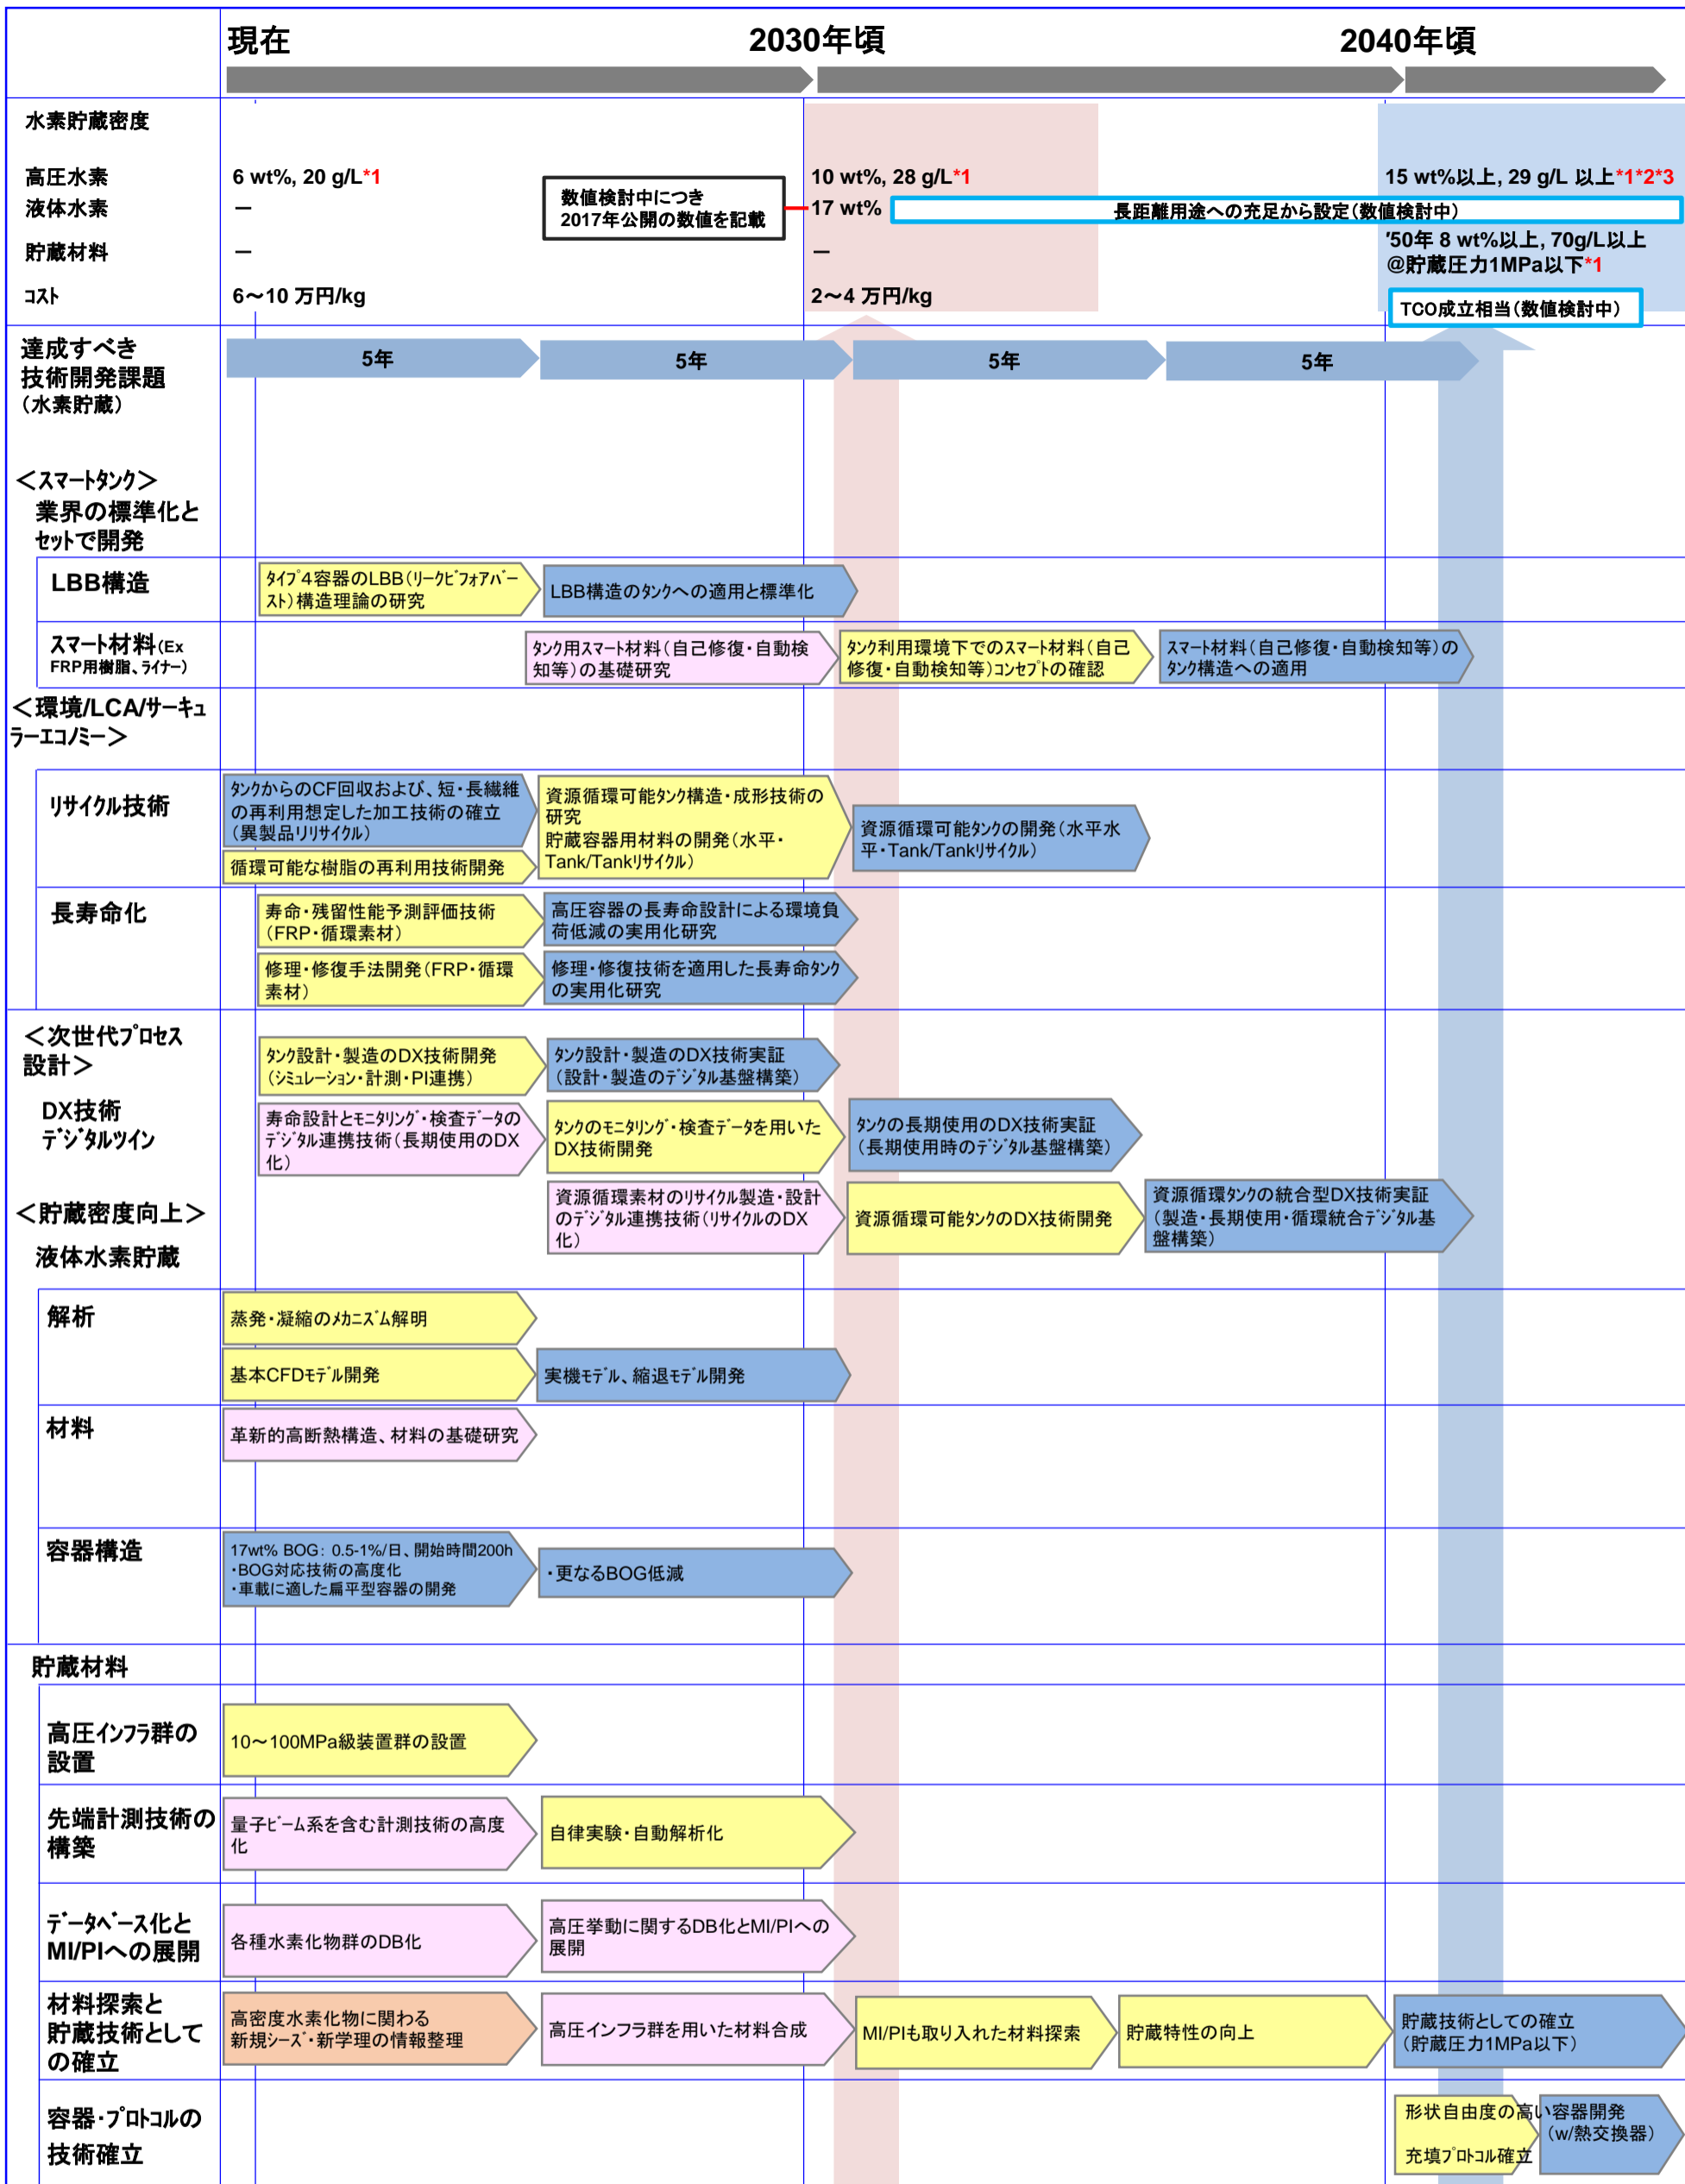 現在
2030年頃
2040年頃
水素貯蔵密度
高圧水素
6 wt%, 20 g/L*1
10 wt%, 28 g/L*1
15 wt%以上, 29 g/L 以上*1*2*3
数値検討中につき
2017年公開の数値を記載
液体水素
－
17 wt%
長距離用途への充足から設定（数値検討中）
貯蔵材料
－
－
'50年 8 wt%以上, 70g/L以上
@貯蔵圧力1MPa以下*1
コスト
6～10 万円/kg
2～4 万円/kg
TCO成立相当（数値検討中）
達成すべき
技術開発課題
（水素貯蔵）
5年
5年
5年
5年
＜スマートタンク＞
業界の標準化と
セットで開発
LBB構造
タイプ４容器のLBB（リークビフォアバー
スト）構造理論の研究
LBB構造のタンクへの適用と標準化
スマート材料（Ex
FRP用樹脂、ライナー）
タンク用スマート材料（自己修復・自動検
知等）の基礎研究
タンク利用環境下でのスマート材料（自己
修復・自動検知等）コンセプトの確認
スマート材料（自己修復・自動検知等）の
タンク構造への適用
＜環境/LCA/サーキュ
ラーエコノミー＞
リサイクル技術
タンクからのCF回収および、短・長繊維
の再利用想定した加工技術の確立
（異製品リリサイクル）
循環可能な樹脂の再利用技術開発
資源循環可能タンク構造・成形技術の
研究
貯蔵容器用材料の開発（水平・
Tank/Tankリサイクル）
資源循環可能タンクの開発（水平水
平・Tank/Tankリサイクル）
長寿命化
寿命・残留性能予測評価技術
（FRP・循環素材）
高圧容器の長寿命設計による環境負
荷低減の実用化研究
修理・修復手法開発（FRP・循環
素材）
修理・修復技術を適用した長寿命タンク
の実用化研究
＜次世代プロセス
設計＞
DX技術
デジタルツイン
タンク設計・製造のDX技術開発
（シミュレーション・計測・PI連携）
タンク設計・製造のDX技術実証
（設計・製造のデジタル基盤構築）
寿命設計とモニタリング・検査データの
デジタル連携技術（長期使用のDX
化）
タンクのモニタリング・検査データを用いた
DX技術開発
タンクの長期使用のDX技術実証
（長期使用時のデジタル基盤構築）
資源循環素材のリサイクル製造・設計
のデジタル連携技術（リサイクルのDX
化）
資源循環可能タンクのDX技術開発
資源循環タンクの統合型DX技術実証
（製造・長期使用・循環統合デジタル基
盤構築）
＜貯蔵密度向上＞
液体水素貯蔵
解析
蒸発・凝縮のメカニズム解明
基本CFDモデル開発
実機モデル、縮退モデル開発
材料
革新的高断熱構造、材料の基礎研究
容器構造
17wt% BOG： 0.5-1%/日、開始時間200h
・BOG対応技術の高度化
・車載に適した扁平型容器の開発
・更なるBOG低減
貯蔵材料
高圧インフラ群の
設置
10～100MPa級装置群の設置
先端計測技術の
構築
量子ビーム系を含む計測技術の高度
化
自律実験・自動解析化
データベース化と
MI/PIへの展開
各種水素化物群のDB化
高圧挙動に関するDB化とMI/PIへの
展開
材料探索と
貯蔵技術として
の確立
高密度水素化物に関わる
新規シーズ・新学理の情報整理
高圧インフラ群を用いた材料合成
MI/PIも取り入れた材料探索
貯蔵特性の向上
貯蔵技術としての確立
（貯蔵圧力1MPa以下）
容器・プロトコルの
技術確立
形状自由度の高い容器開発
（w/熱交換器）
充填プロトコル確立